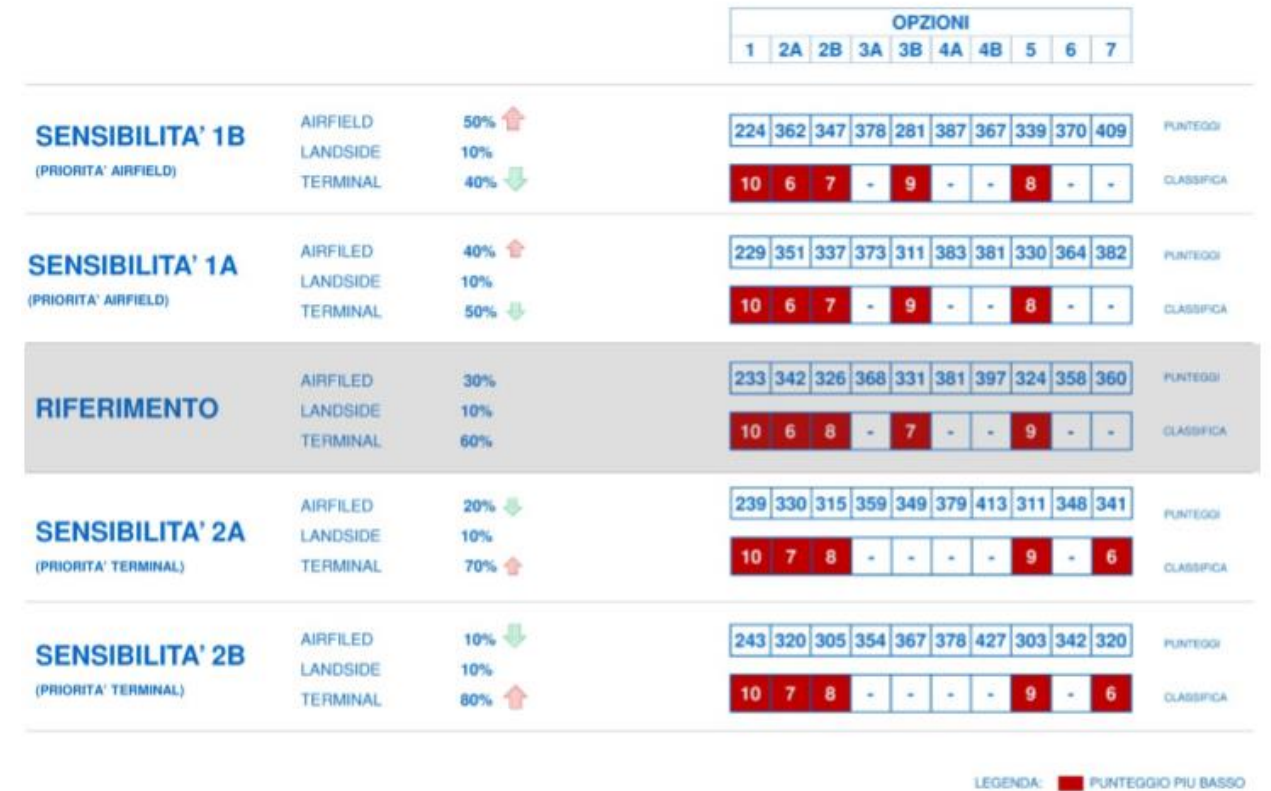 OPZIONI
1 2A 2B 3A 3B 4A 4B 5 6 7
SENSIBILITA' 1B
(PRIORITA' AIRFIELD)
AIRFIELD 50%
LANDSIDE 10%
TERMINAL 40%
224 362 347 378 281 387 367 339 370 409 PUNTEGGI
10 6 7 - 9 - - 8 - - CLASSIFICA
SENSIBILITA' 1A
(PRIORITA' AIRFIELD)
AIRFILED 40%
LANDSIDE 10%
TERMINAL 50%
229 351 337 373 311 383 381 330 364 382 PUNTEGGI
10 6 7 - 9 - - 8 - - CLASSIFICA
RIFERIMENTO
AIRFILED 30%
LANDSIDE 10%
TERMINAL 60%
233 342 326 368 331 381 397 324 358 360 PUNTEGGI
10 6 8 - 7 - - 9 - - CLASSIFICA
SENSIBILITA' 2A
(PRIORITA' TERMINAL)
AIRFILED 20%
LANDSIDE 10%
TERMINAL 70%
239 330 315 359 349 379 413 311 348 341 PUNTEGGI
10 7 8 - - - - 9 - 6 CLASSIFICA
SENSIBILITA' 2B
(PRIORITA' TERMINAL)
AIRFILED 10%
LANDSIDE 10%
TERMINAL 80%
243 320 305 354 367 378 427 303 342 320 PUNTEGGI
10 7 8 - - - - 9 - 6 CLASSIFICA
LEGENDA: PUNTEGGIO PIU BASSO